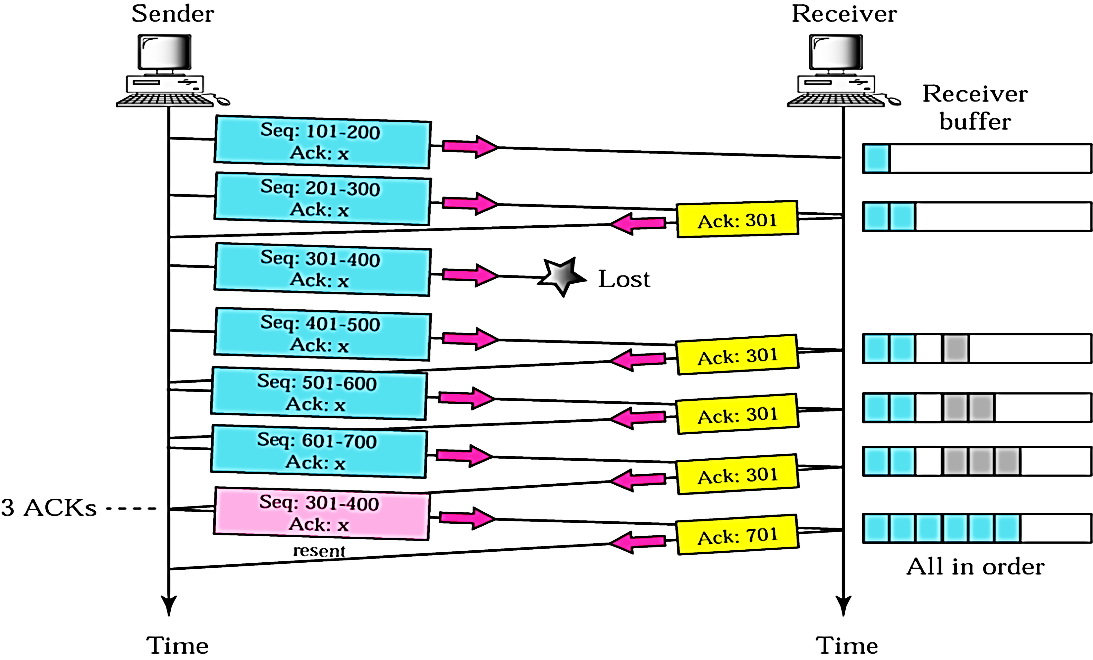 Sender
Receiver
Receiver
buffer
Seq: 101-200
Ack: x
Seq: 201-300
Ack: x
Ack: 301
Seq: 301-400
Ack: x
Lost
Seq: 401-500
Ack: x
Ack: 301
Seq: 501-600
Ack: x
Ack: 301
Seq: 601-700
Ack: x
Ack: 301
3 ACKs
Seq: 301-400
Ack: x
resent
Ack: 701
All in order
Time
Time